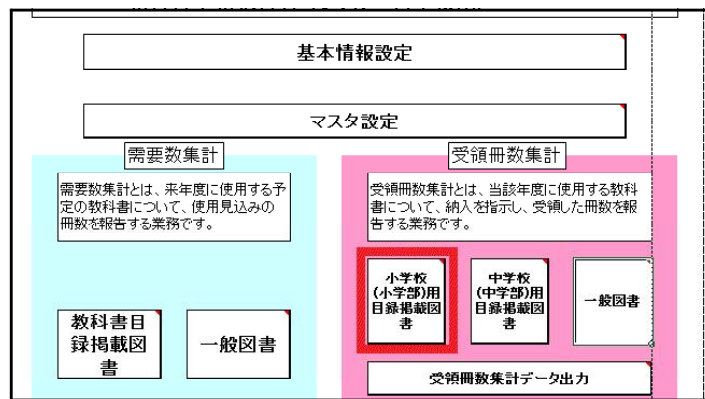 基本情報設定
マスタ設定
需要数集計
需要数集計とは、来年度に使用する予
定の教科書について、使用見込みの
冊数を報告する業務です。
教科書目
録掲載図
書
一般図書
受領冊数集計
受領冊数集計とは、当該年度に使用する教科
書について、納入を指示し、受領した冊数を報
告する業務です。
小学校
(小学部)用
目録掲載図
書
中学校
(中学部)用
目録掲載図
書
一般図書
受領冊数集計データ出力